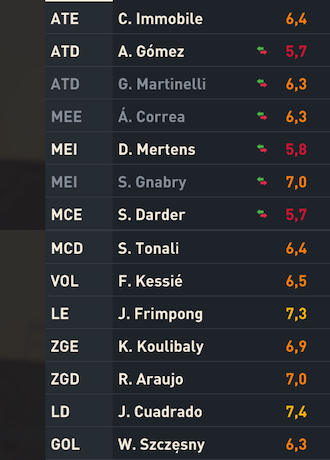 ATE C. Immobile 6,4
ATD A. Gómez 5,7
ATD G. Martinelli 6,3
MEE Á. Correa 6,3
MEI D. Mertens 5,8
MEI S. Gnabry 7,0
MCE S. Darder 5,7
MCD S. Tonali 6,4
VOL F. Kessié 6,5
LE J. Frimpong 7,3
ZGE K. Koulibaly 6,9
ZGD R. Araujo 7,0
LD J. Cuadrado 7,4
GOL W. Szczęsny 6,3